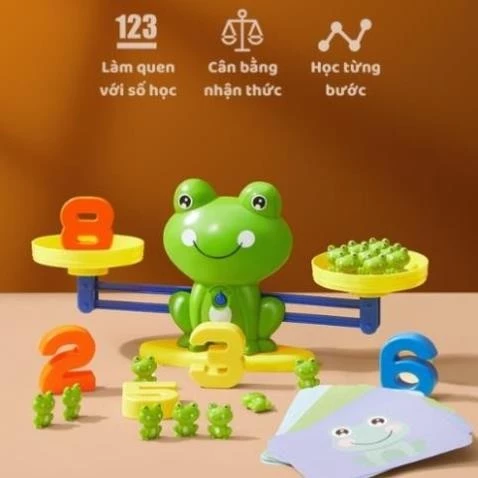 123
Làm quen
với số học
Cân bằng
nhận thức
Học từng
bước
8
2
5
3
6